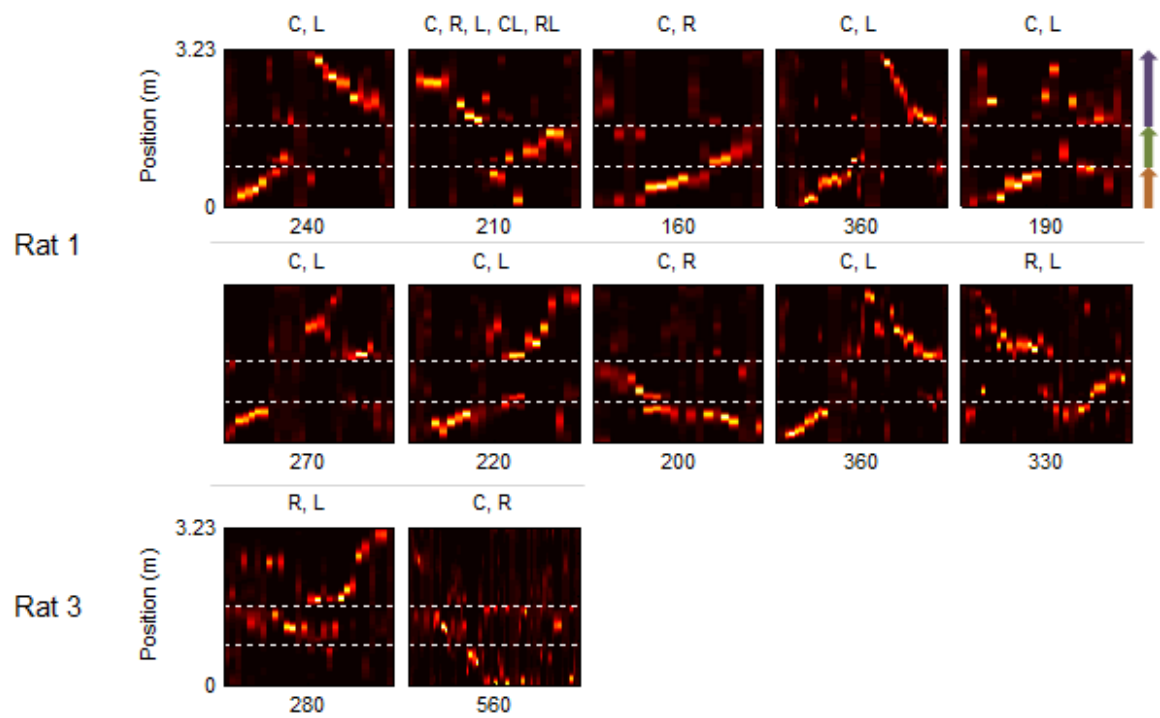 C, L
C, R, L, CL, RL
C, R
C, L
C, L
3.23
Position (m)
0
240
210
160
360
190
Rat 1
C, L
C, L
C, R
C, L
R, L
270
220
200
360
330
R, L
C, R
3.23
Position (m)
0
Rat 3
280
560